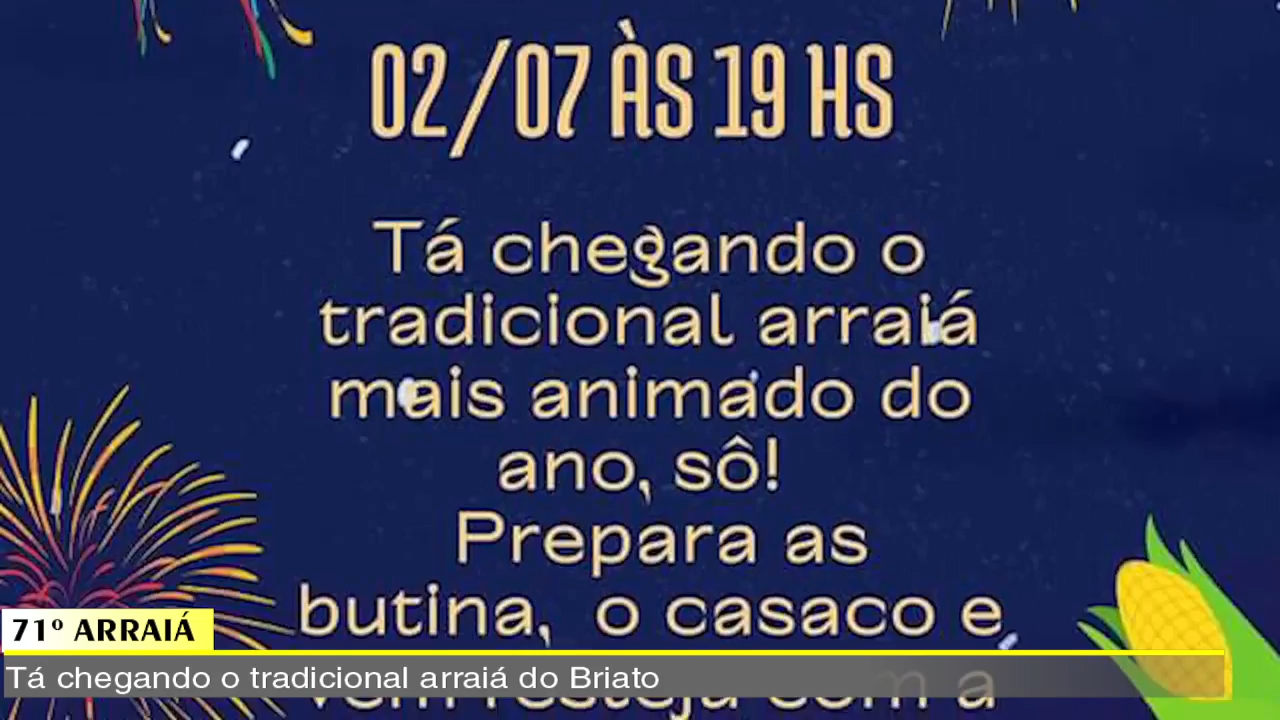 02/07 ÀS 19 HS
Tá chegando o
tradicional arraiá
mais animado do
ano, sô!
Prepara as
butina, o casaco e
71º ARRAIÁ
Tá chegando o tradicional arraiá do Briato
com a